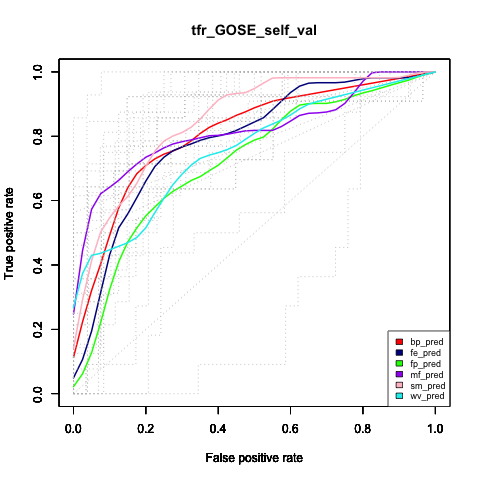 tfr_GOSE_self_val
True positive rate
1.0
0.8
0.6
0.4
0.2
0.0
0.0 0.2 0.4 0.6 0.8 1.0
False positive rate
bp_pred
fe_pred
fp_pred
mf_pred
sm_pred
wv_pred